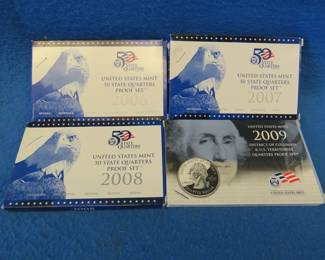 50
STATE
QUARTERS
UNITED STATES MINT
50 STATE QUARTERS
PROOF SET
2006
50
STATE
QUARTERS
UNITED STATES MINT
50 STATE QUARTERS
PROOF SET
2007
50
STATE
QUARTERS
UNITED STATES MINT
50 STATE QUARTERS
PROOF SET
2008
UNITED STATES MINT
2009
DISTRICT OF COLUMBIA
& U.S. TERRITORIES
QUARTERS PROOF SET